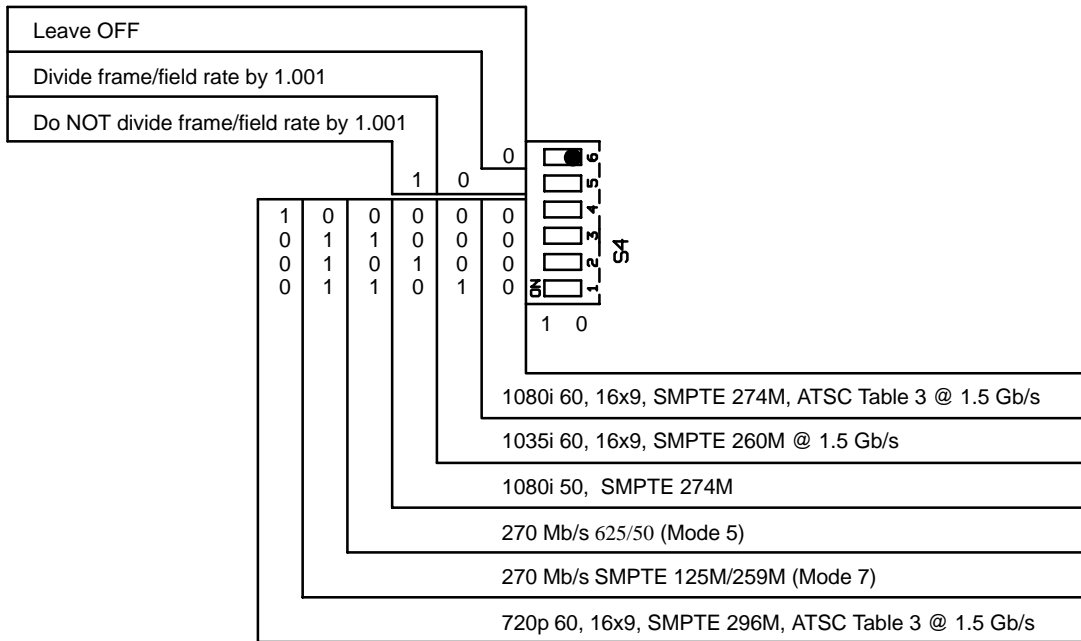 Leave OFF
Divide frame/field rate by 1.001
Do NOT divide frame/field rate by 1.001
0
1 0
1 0 0 0 0 0
0 1 1 0 0 0
0 1 0 1 0 0
0 1 1 0 1 0
6
5
4
3
2
1
ON
S4
1 0
1080i 60, 16x9, SMPTE 274M, ATSC Table 3 @ 1.5 Gb/s
1035i 60, 16x9, SMPTE 260M @ 1.5 Gb/s
1080i 50, SMPTE 274M
270 Mb/s 625/50 (Mode 5)
270 Mb/s SMPTE 125M/259M (Mode 7)
720p 60, 16x9, SMPTE 296M, ATSC Table 3 @ 1.5 Gb/s